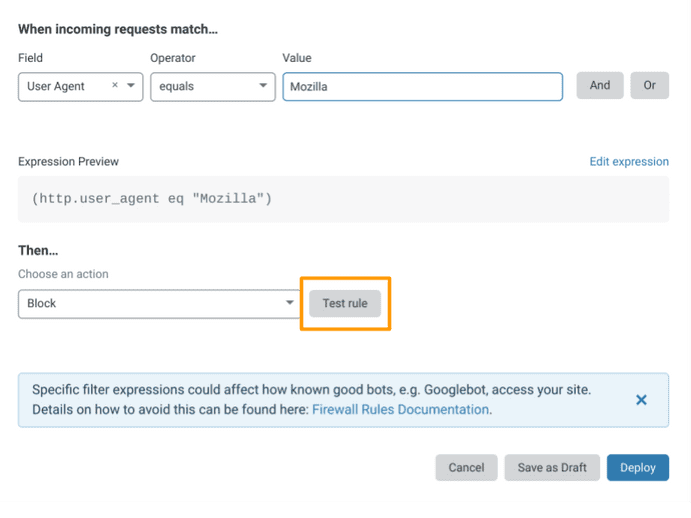 When incoming requests match...
Field Operator Value
User Agent × equals Mozilla And Or
Expression Preview Edit expression
(http.user_agent eq "Mozilla")
Then...
Choose an action
Block Test rule
Specific filter expressions could affect how known good bots, e.g. Googlebot, access your site.
Details on how to avoid this can be found here: Firewall Rules Documentation.
Cancel Save as Draft Deploy